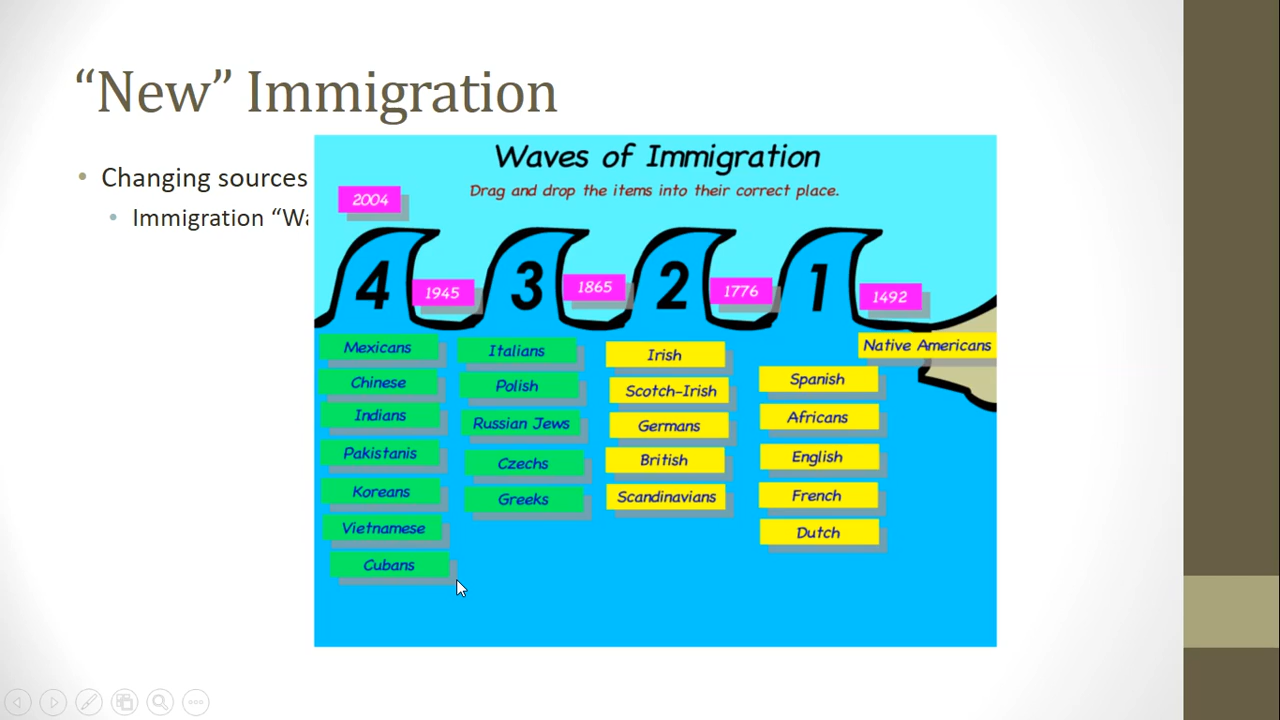 “New” Immigration
• Changing sources
• Immigration “Wa
Waves of Immigration
Drag and drop the items into their correct place.
2004
4
1945
3
1865
2
1776
1
1492
Mexicans
Chinese
Indians
Pakistanis
Koreans
Vietnamese
Cubans
Italians
Polish
Russian Jews
Czechs
Greeks
Irish
Scotch-Irish
Germans
British
Scandinavians
Native Americans
Spanish
Africans
English
French
Dutch